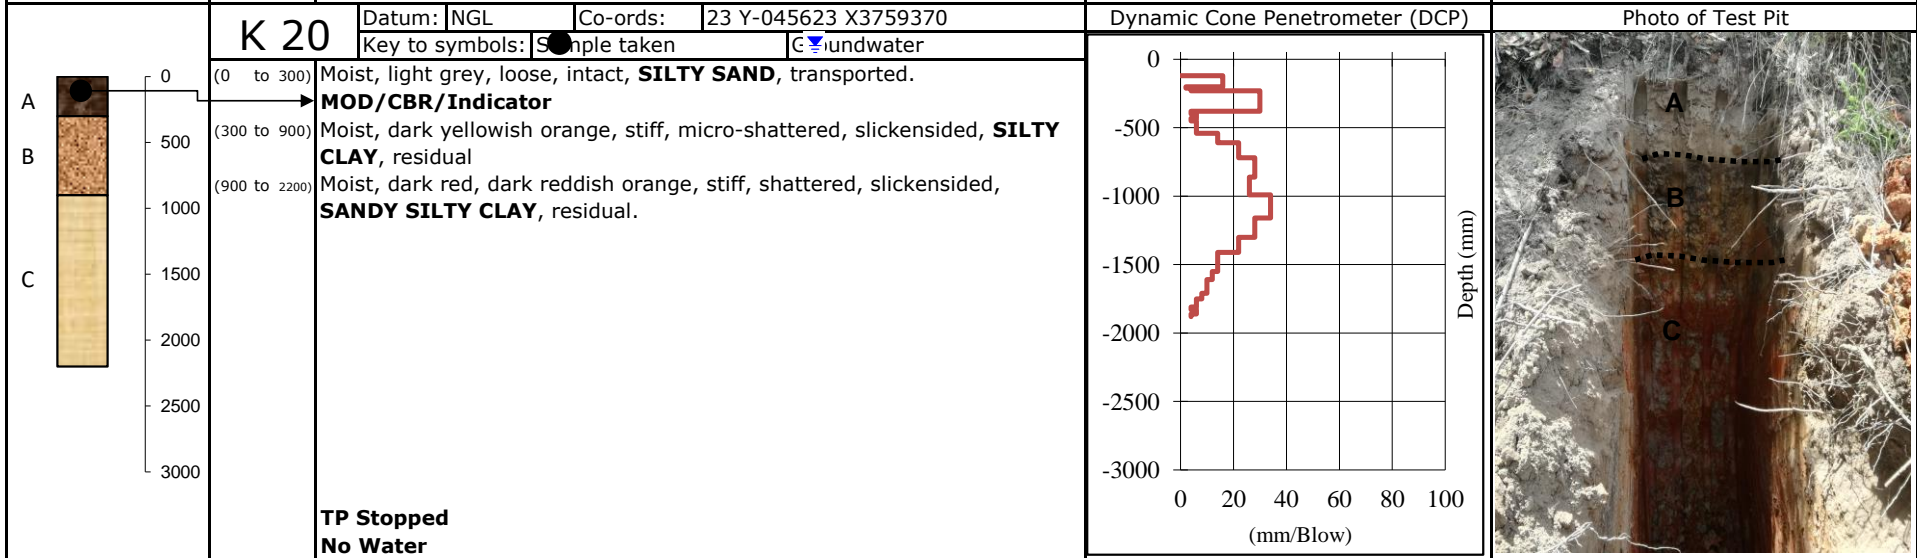 K 20
Datum: NGL Co-ords: 23 Y-045623 X3759370
Key to symbols: S mple taken G undwater
Dynamic Cone Penetrometer (DCP)
Photo of Test Pit
A
B
C
0
500
1000
1500
2000
2500
3000
(0 to 300) Moist, light grey, loose, intact, SILTY SAND, transported.
MOD/CBR/Indicator
(300 to 900) Moist, dark yellowish orange, stiff, micro-shattered, slickensided, SILTY
CLAY, residual
(900 to 2200) Moist, dark red, dark reddish orange, stiff, shattered, slickensided,
SANDY SILTY CLAY, residual.
TP Stopped
No Water
0
-500
-1000
-1500
-2000
-2500
-3000
0 20 40 60 80 100
(mm/Blow)
Depth (mm)
A
B
C